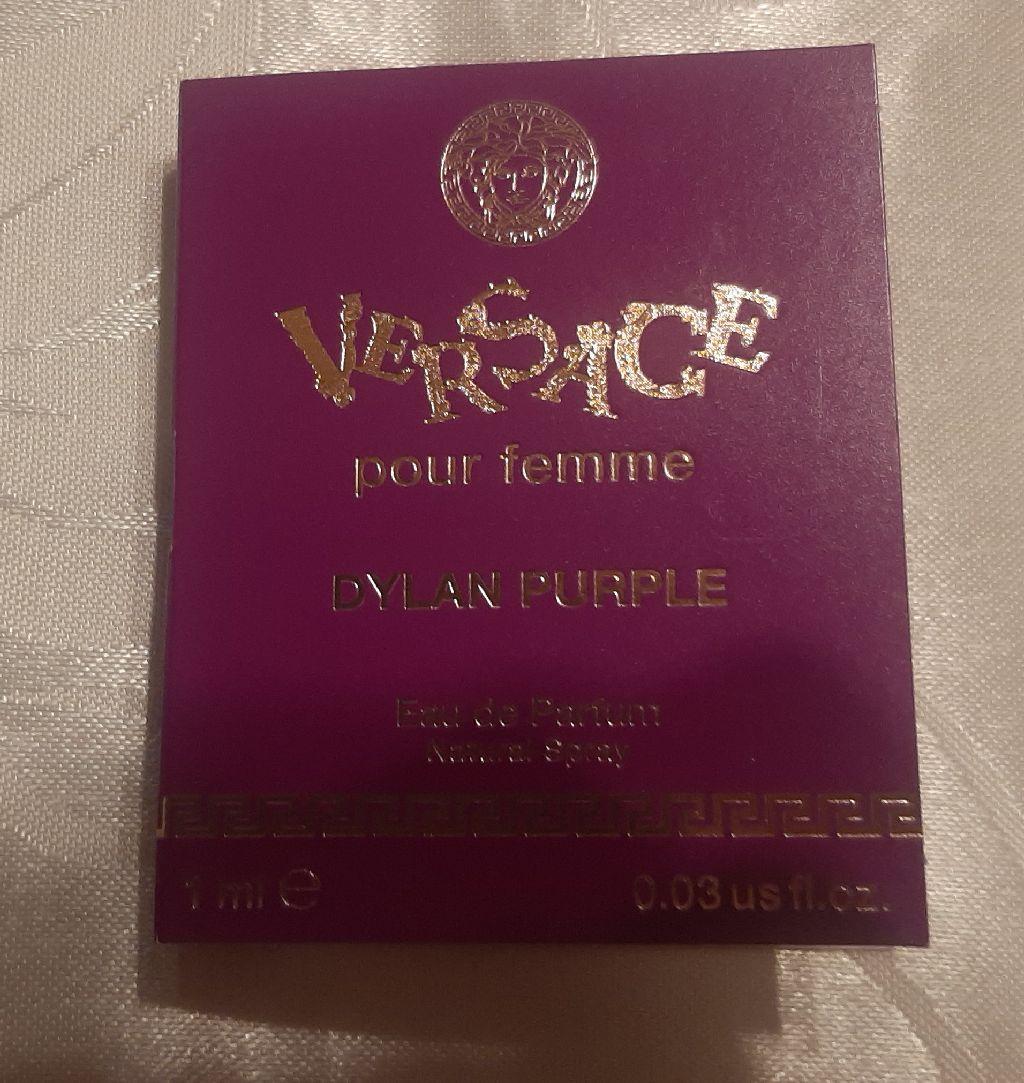 VERSACE
pour femme
DYLAN PURPLE
Eau de Parfum
Natural Spray
1 ml ℮
0.03 us fl.oz.